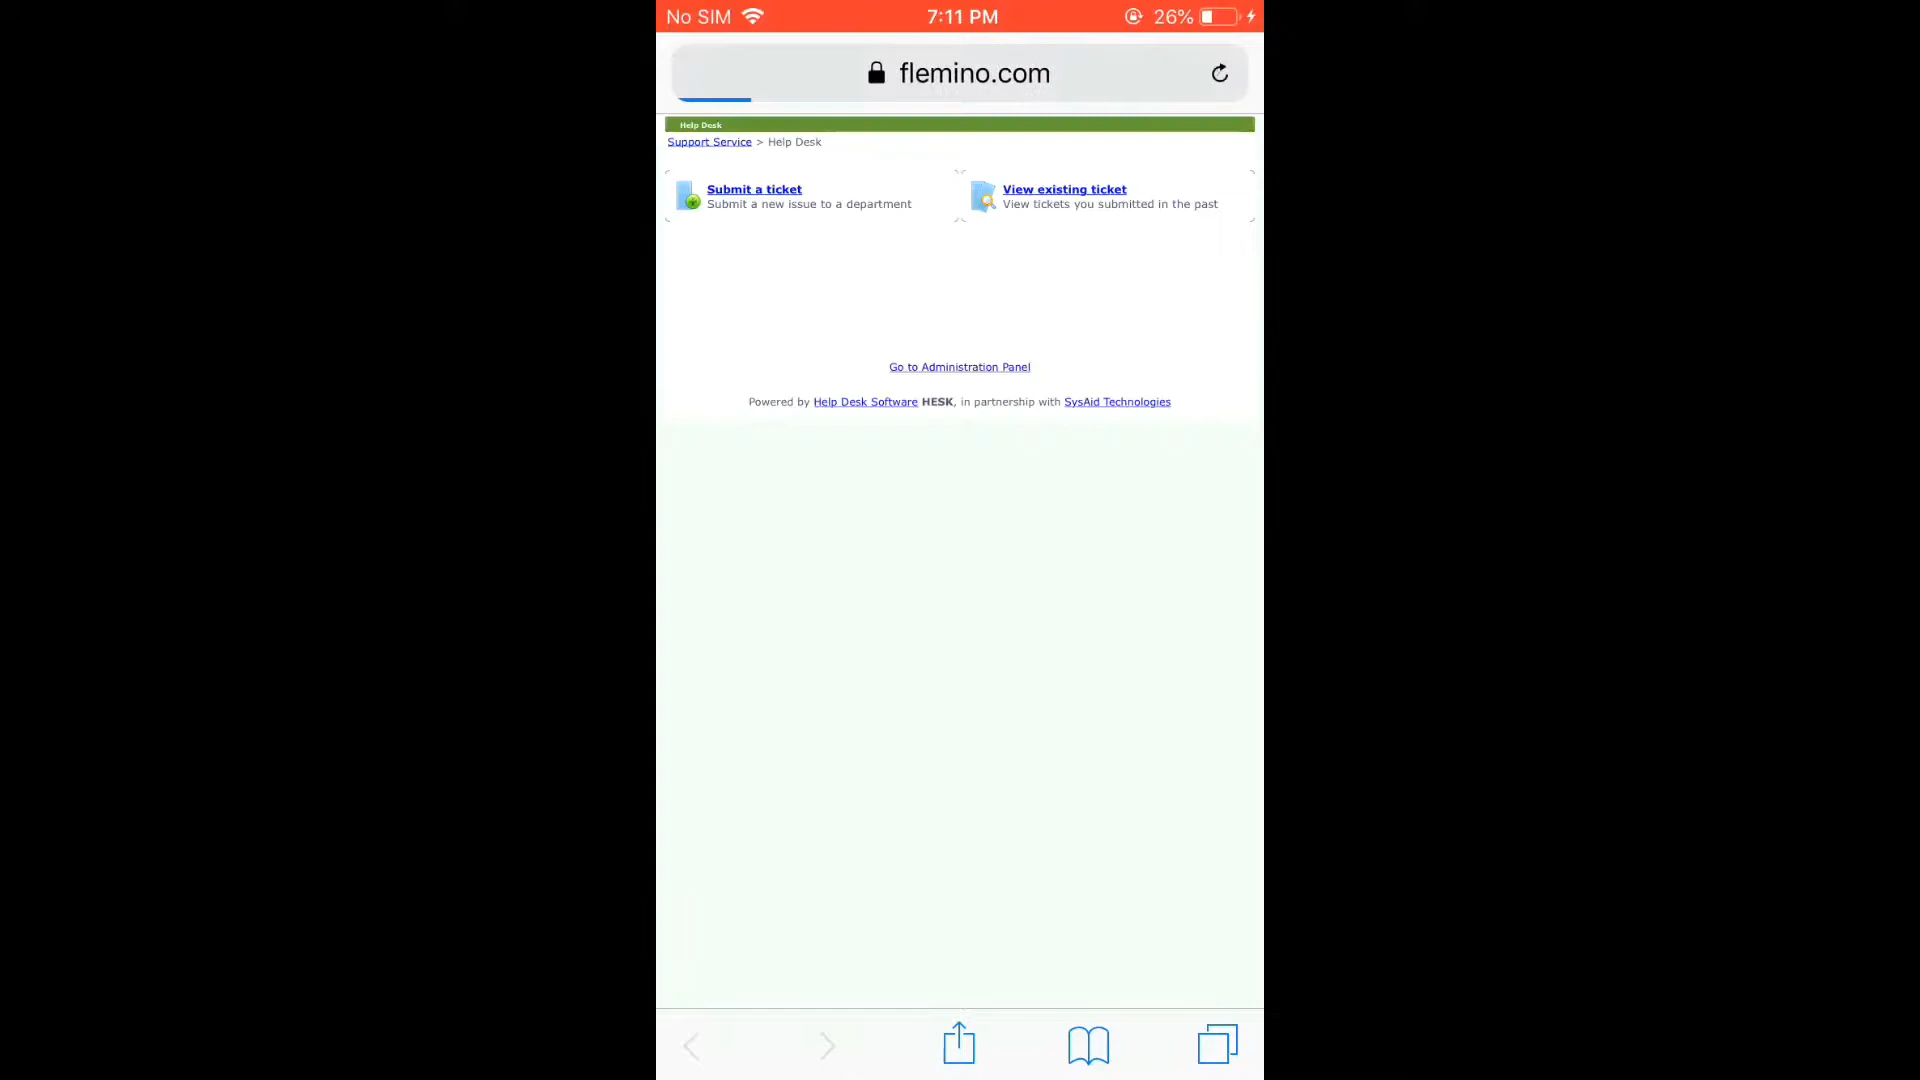 No SIM 7:11 PM 26%
flemino.com
Help Desk
Support Service > Help Desk
Submit a ticket
Submit a new issue to a department
View existing ticket
View tickets you submitted in the past
Go to Administration Panel
Powered by Help Desk Software HESK, in partnership with SysAid Technologies